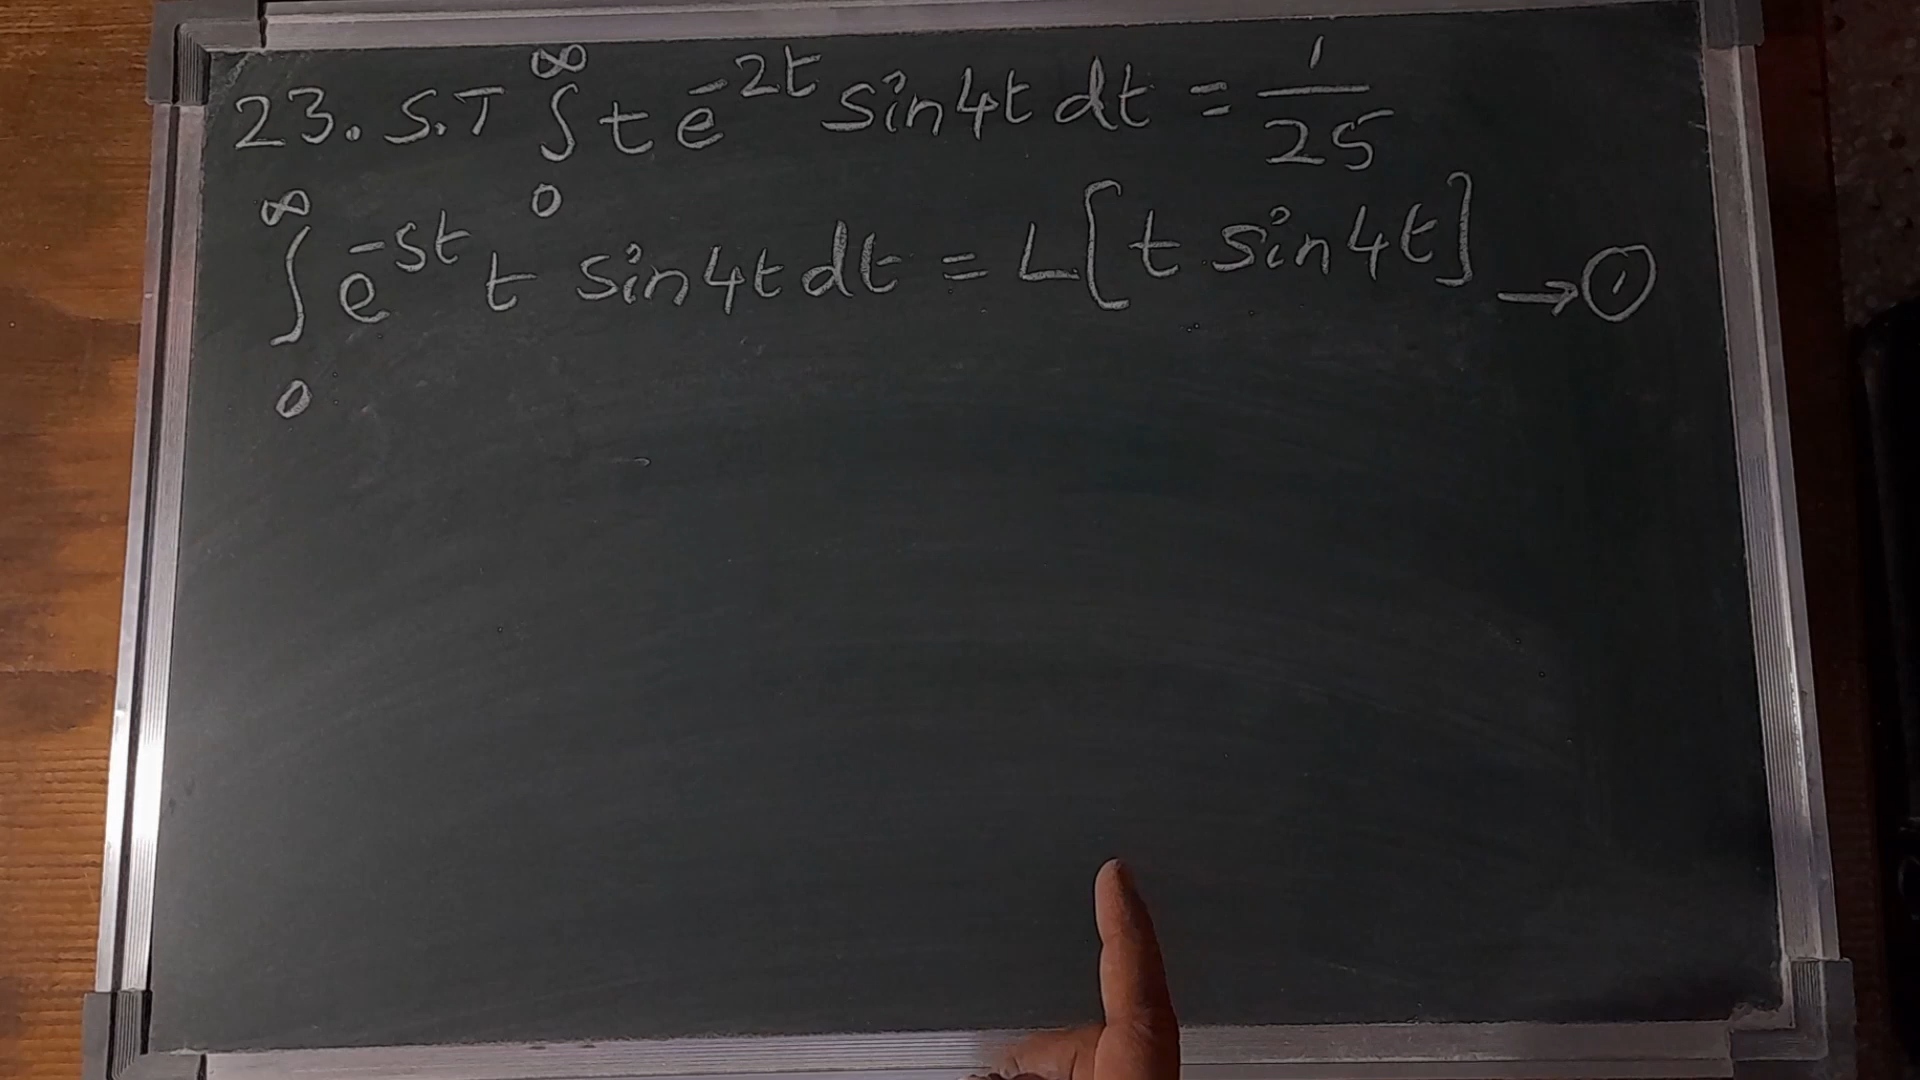 23. S.T ∫₀^∞ t e^{-2t} sin4t dt = 1/25
∫₀^∞ e^{-st} t sin4t dt = L[t sin4t] → ①